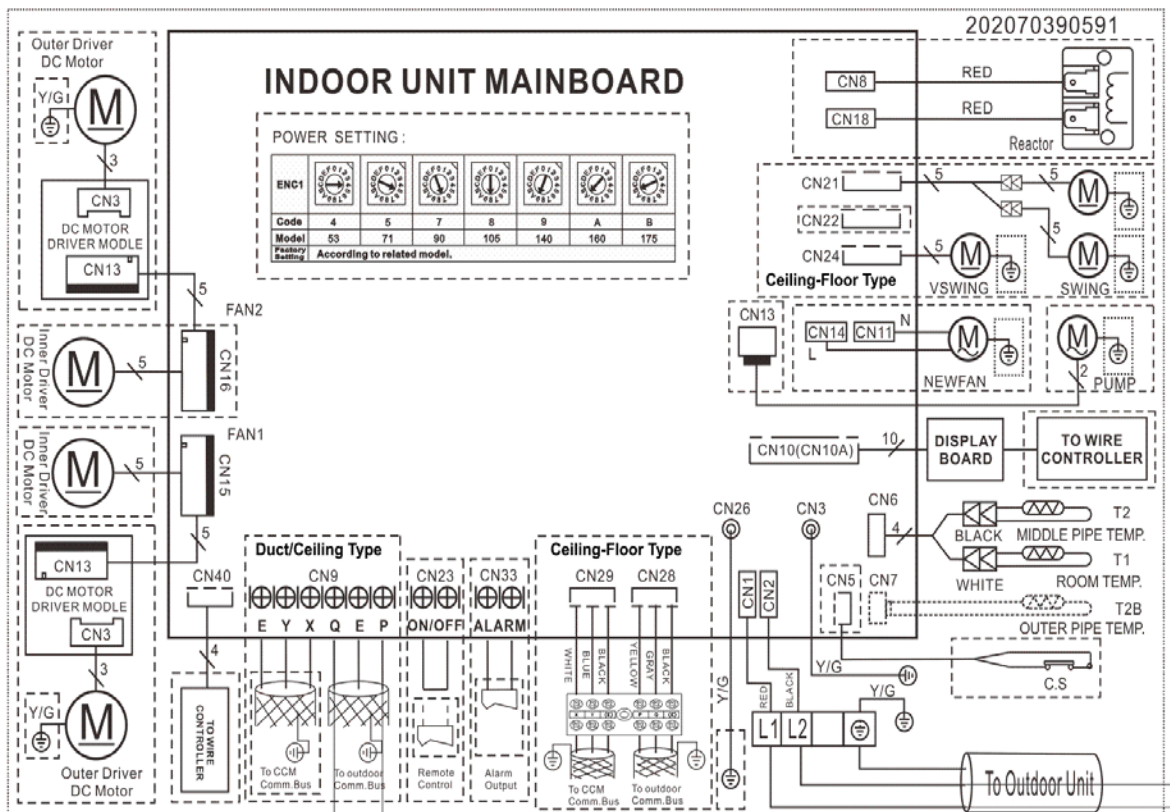 202070390591
Outer Driver
DC Motor
Y/G
M
3
CN3
DC MOTOR
DRIVER MODLE
CN13
5
FAN2
Inner Driver
DC Motor
M
5
CN16
FAN1
Inner Driver
DC Motor
M
5
CN15
5
CN13
DC MOTOR
DRIVER MODLE
CN3
3
Y/G
M
Outer Driver
DC Motor
INDOOR UNIT MAINBOARD
POWER SETTING :
ENC1
Code 4 5 7 8 9 A B
Model 53 71 90 105 140 160 175
Factory Setting According to related model.
CN8 RED
CN18 RED
Reactor
CN21 5 5 M
CN22
5
CN24 5 M M
Ceiling-Floor Type
VSWING SWING
CN13
CN14 CN11 N
L
M
NEWFAN
M
2
PUMP
CN10(CN10A) 10
DISPLAY
BOARD
TO WIRE
CONTROLLER
CN6
4
BLACK
T2
MIDDLE PIPE TEMP.
WHITE
T1
ROOM TEMP.
CN5 CN7
T2B
OUTER PIPE TEMP.
C.S
CN26 CN3
Y/G
Y/G
CN1 CN2
RED BLACK
L1 L2
Y/G
To Outdoor Unit
CN40
4
TO WIRE
CONTROLLER
Duct/Ceiling Type
CN9
E Y X Q E P
To CCM
Comm.Bus
To outdoor
Comm.Bus
CN23
ON/OFF
Remote
Control
CN33
ALARM
Alarm
Output
Ceiling-Floor Type
CN29 CN28
WHITE BLUE BLACK YELLOW GRAY BLACK
To CCM
Comm.Bus
To outdoor
Comm.Bus